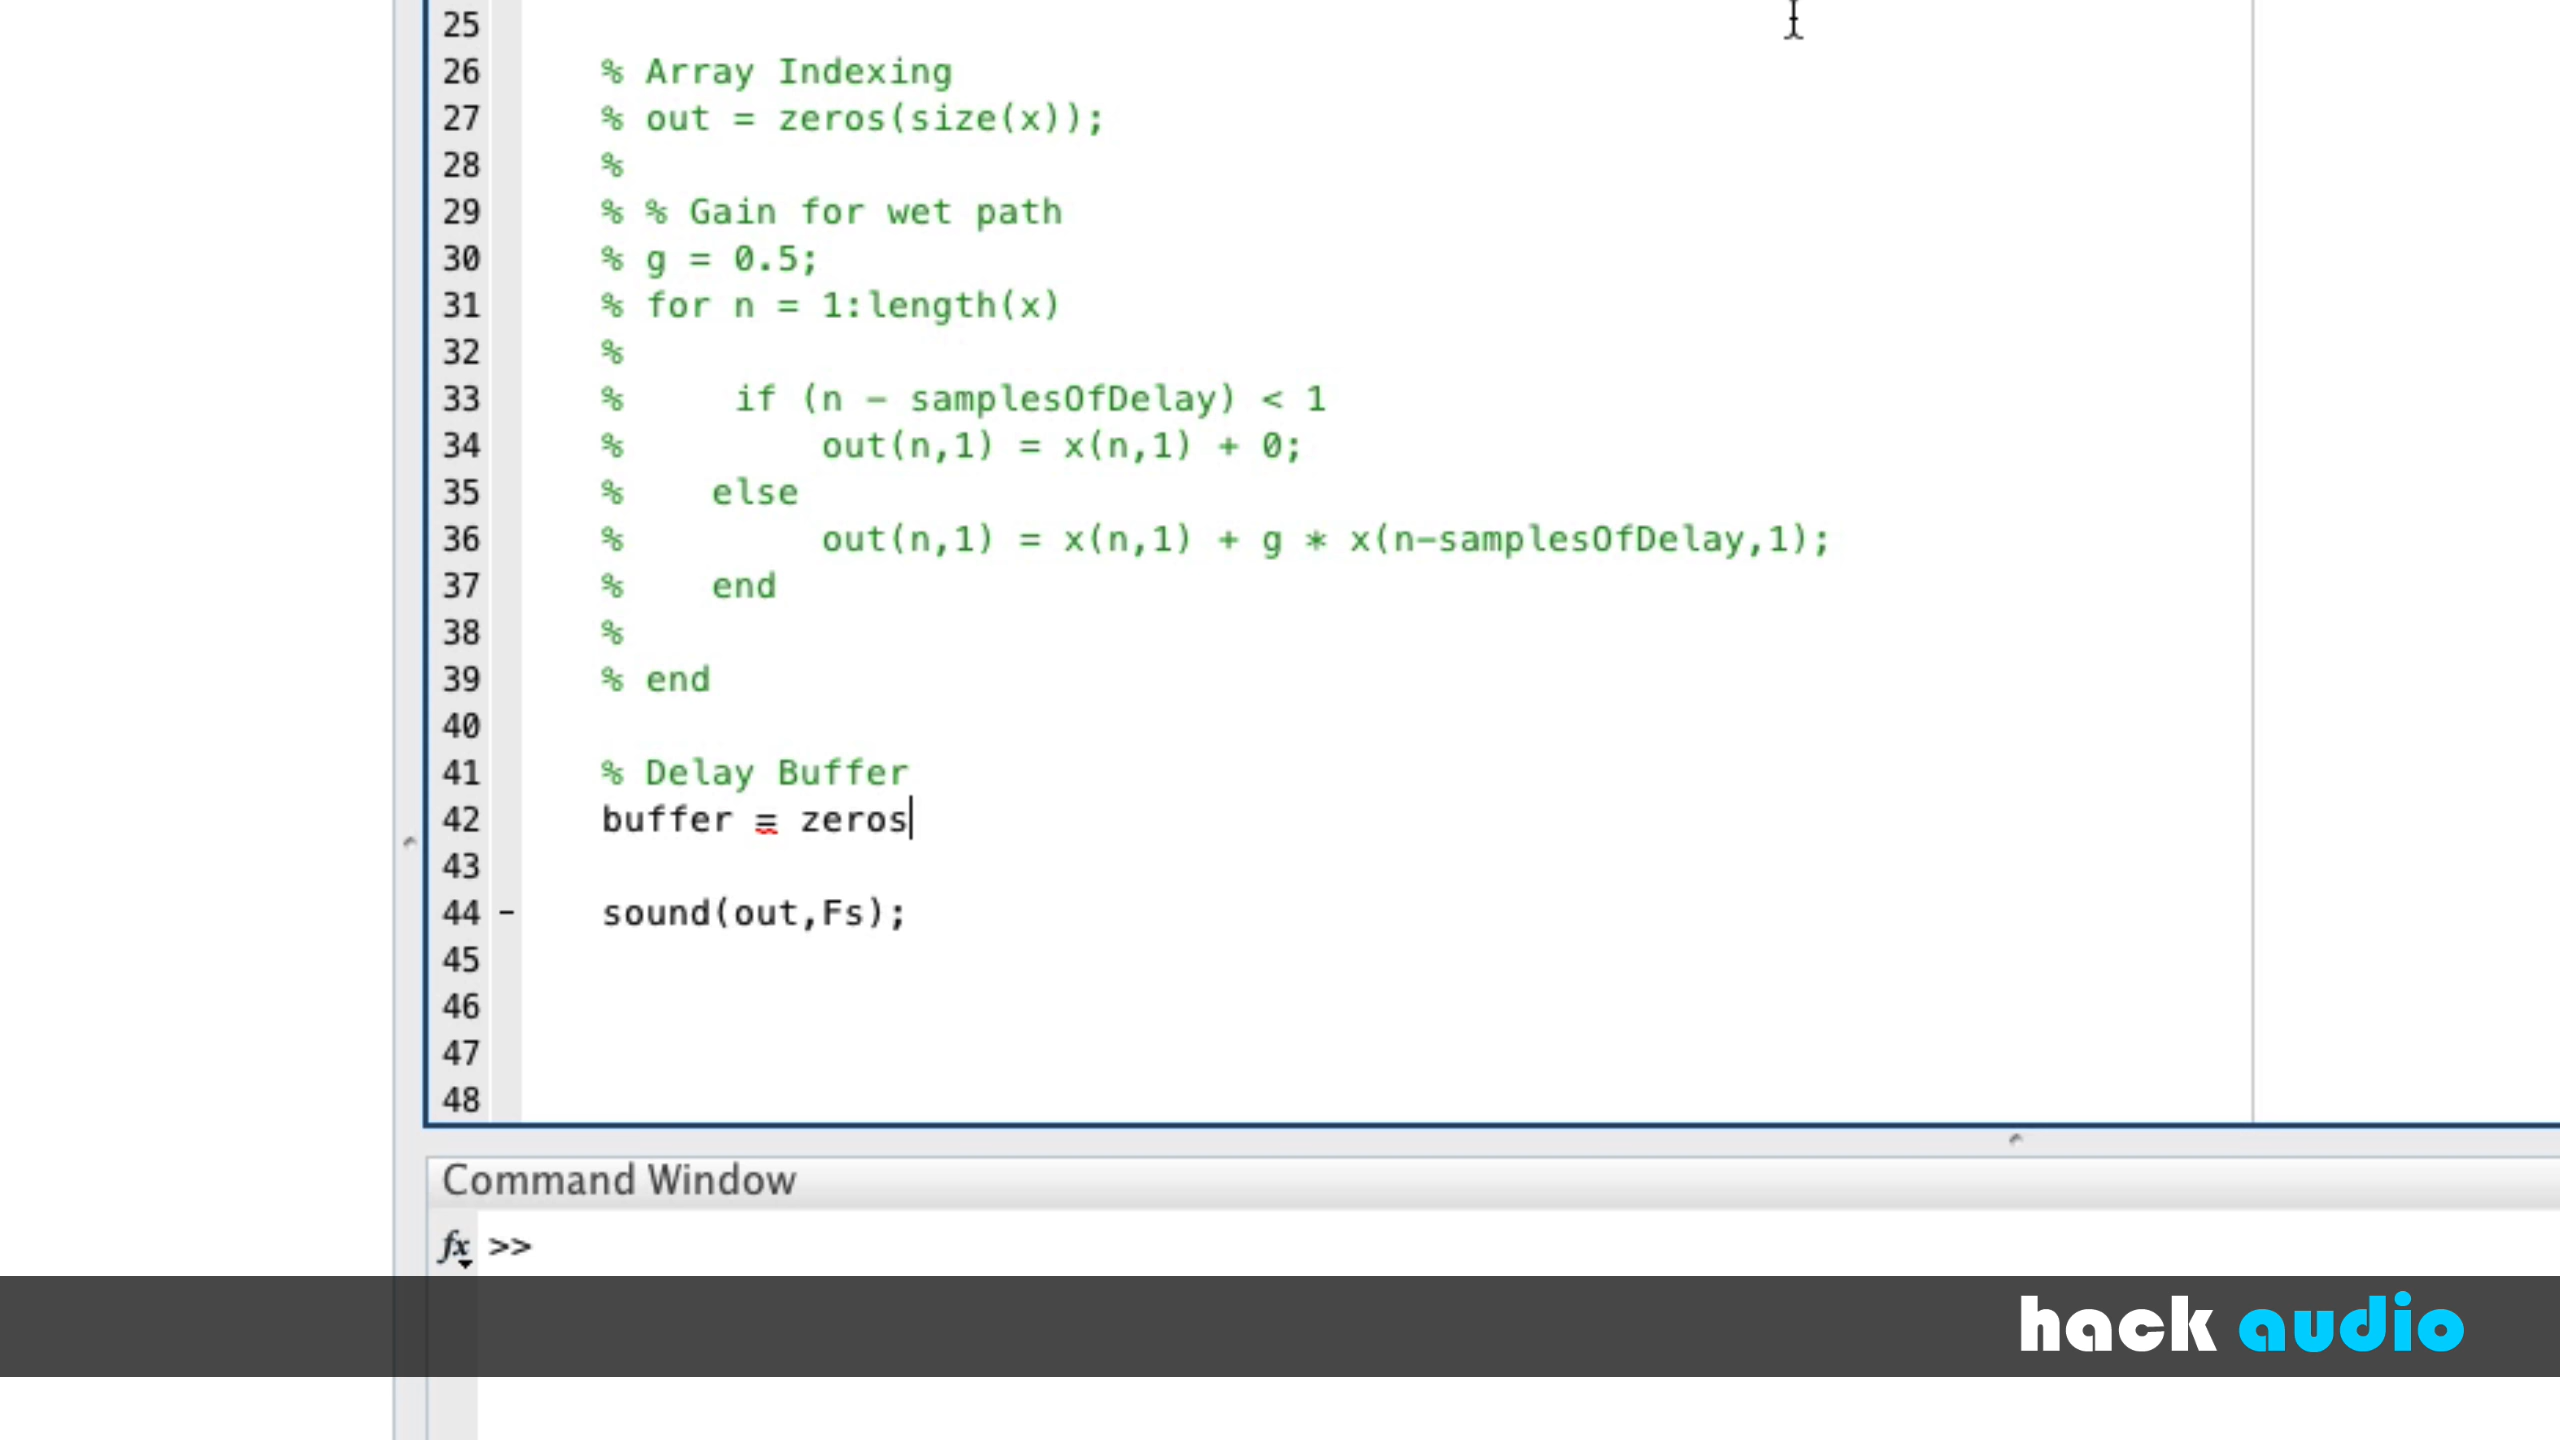 25
26 % Array Indexing
27 % out = zeros(size(x));
28 %
29 % % Gain for wet path
30 % g = 0.5;
31 % for n = 1:length(x)
32 %
33 %     if (n - samplesOfDelay) < 1
34 %         out(n,1) = x(n,1) + 0;
35 %    else
36 %         out(n,1) = x(n,1) + g * x(n-samplesOfDelay,1);
37 %    end
38 %
39 % end
40
41 % Delay Buffer
42 buffer = zeros
43
44 - sound(out,Fs);
45
46
47
48
Command Window
fx >>
hack audio